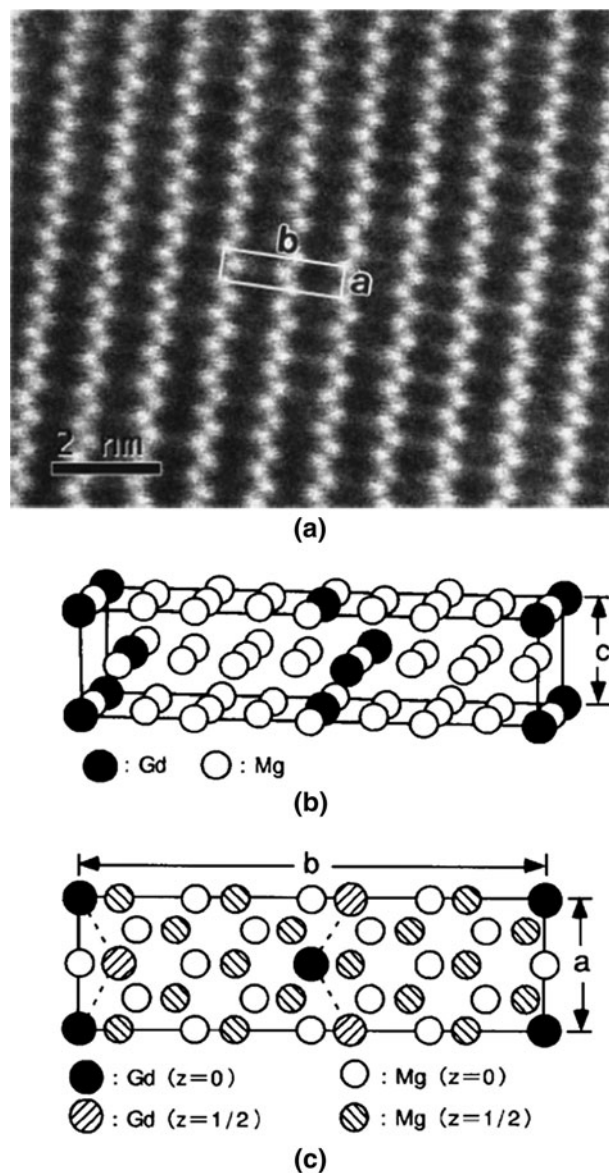 b
a
2 nm
(a)
c
: Gd : Mg
(b)
b
a
: Gd (z=0) : Mg (z=0)
: Gd (z=1/2) : Mg (z=1/2)
(c)